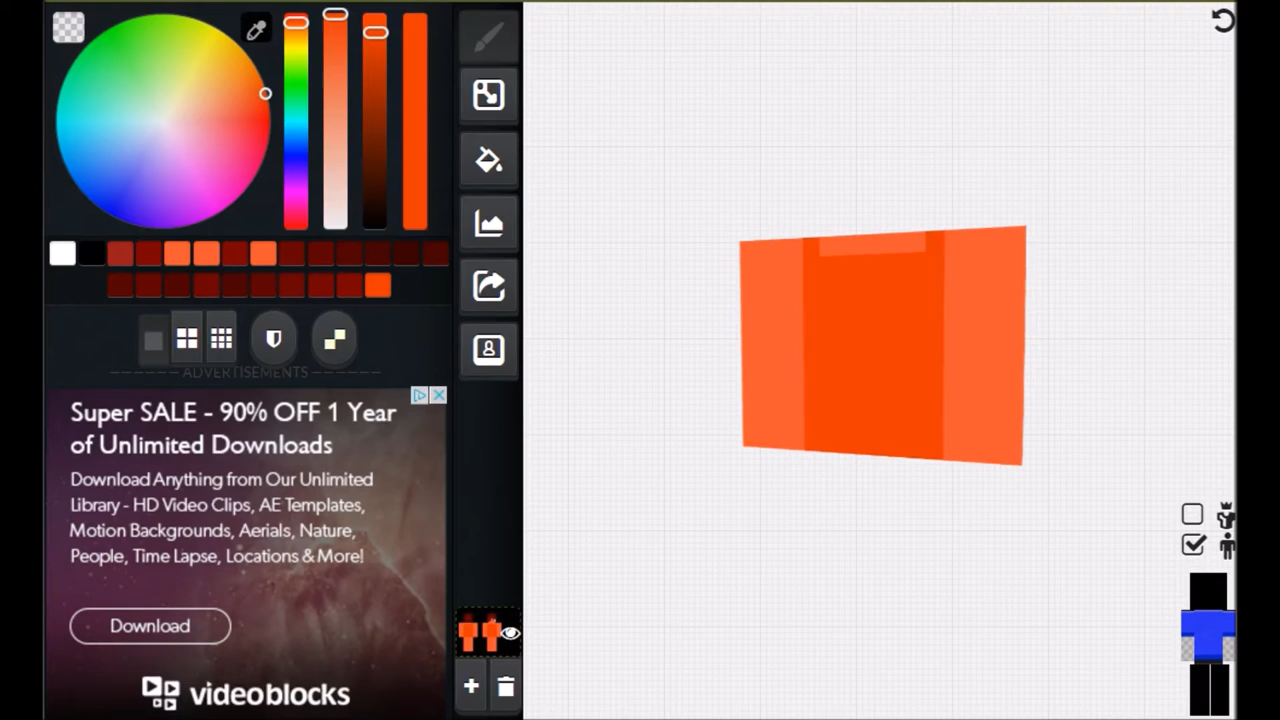 ADVERTISEMENTS
Super SALE - 90% OFF 1 Year
of Unlimited Downloads
Download Anything from Our Unlimited
Library - HD Video Clips, AE Templates,
Motion Backgrounds, Aerials, Nature,
People, Time Lapse, Locations & More!
Download
videoblocks